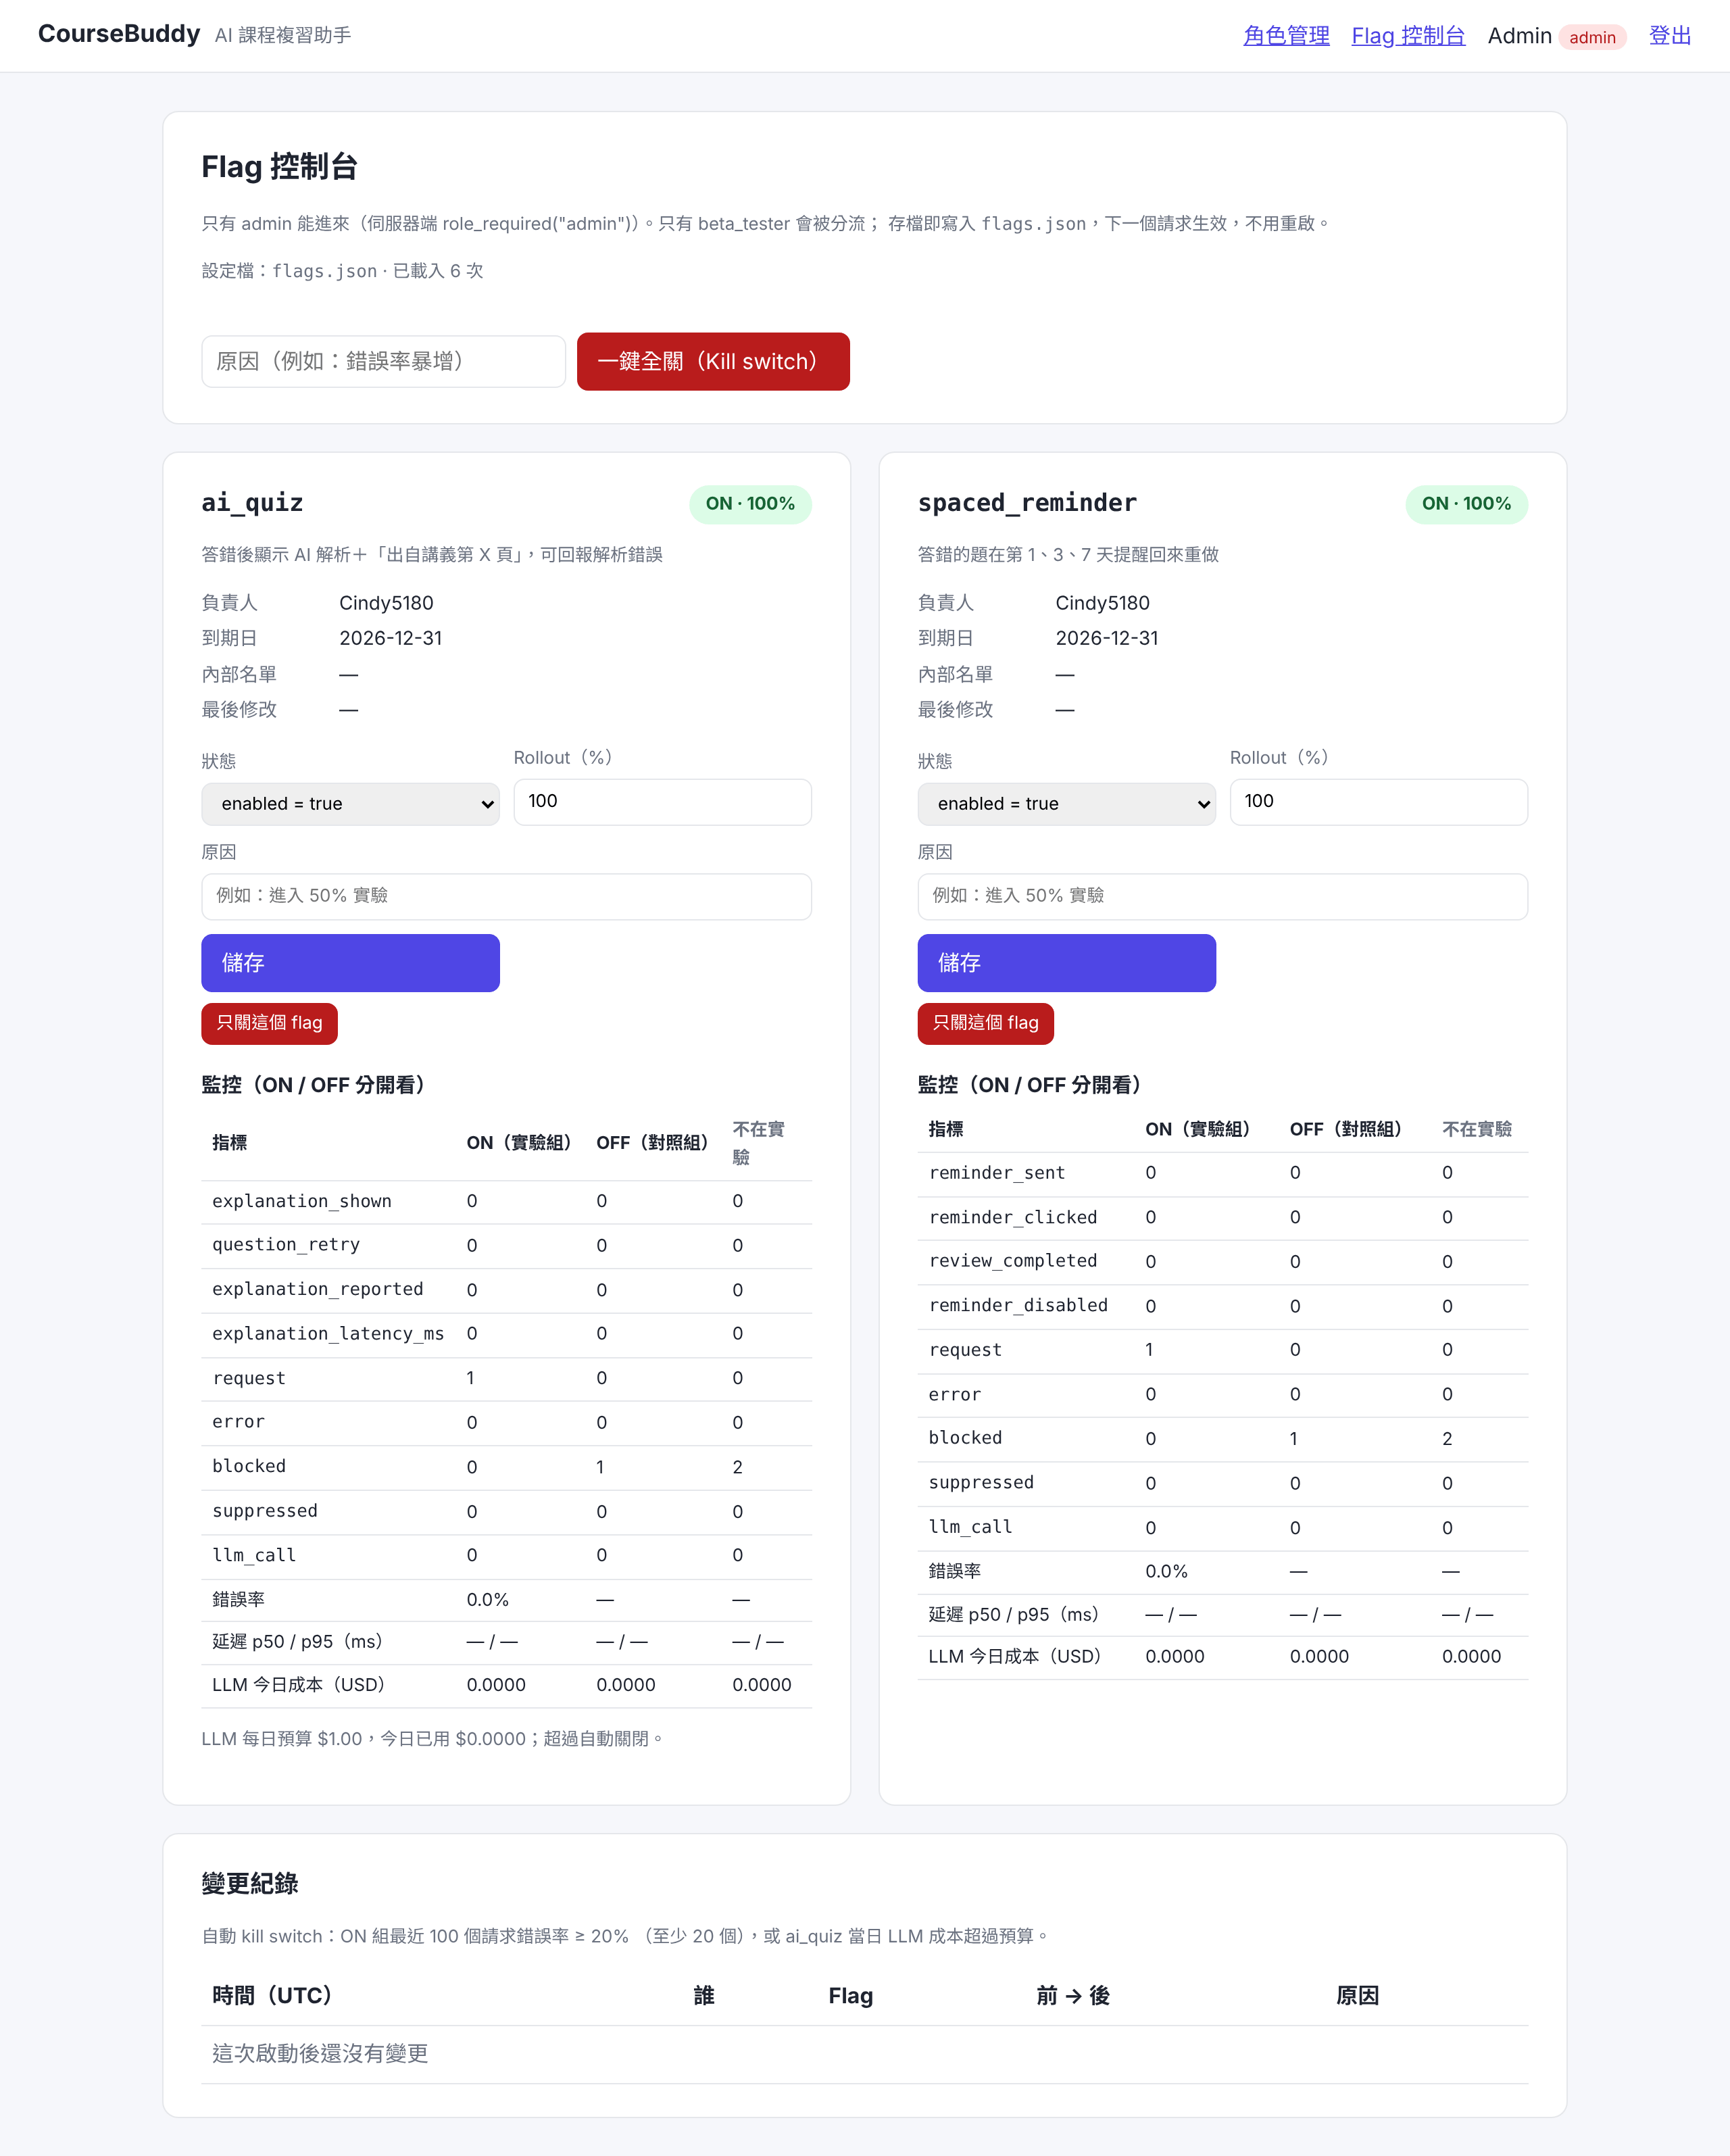 CourseBuddy AI 課程複習助手
角色管理 Flag 控制台 Admin admin 登出
Flag 控制台
只有 admin 能進來（伺服器端 role_required("admin")）。只有 beta_tester 會被分流； 存檔即寫入 flags.json，下一個請求生效，不用重啟。
設定檔：flags.json · 已載入 6 次
原因（例如：錯誤率暴增） 一鍵全關（Kill switch）
ai_quiz ON · 100%
答錯後顯示 AI 解析＋「出自講義第 X 頁」，可回報解析錯誤
負責人 Cindy5180
到期日 2026-12-31
內部名單 —
最後修改 —
狀態 Rollout（%）
enabled = true 100
原因
例如：進入 50% 實驗
儲存
只關這個 flag
監控（ON / OFF 分開看）
指標 ON（實驗組） OFF（對照組） 不在實
驗
explanation_shown 0 0 0
question_retry 0 0 0
explanation_reported 0 0 0
explanation_latency_ms 0 0 0
request 1 0 0
error 0 0 0
blocked 0 1 2
suppressed 0 0 0
llm_call 0 0 0
錯誤率 0.0% — —
延遲 p50 / p95（ms） — / — — / — — / —
LLM 今日成本（USD） 0.0000 0.0000 0.0000
LLM 每日預算 $1.00，今日已用 $0.0000；超過自動關閉。
spaced_reminder ON · 100%
答錯的題在第 1、3、7 天提醒回來重做
負責人 Cindy5180
到期日 2026-12-31
內部名單 —
最後修改 —
狀態 Rollout（%）
enabled = true 100
原因
例如：進入 50% 實驗
儲存
只關這個 flag
監控（ON / OFF 分開看）
指標 ON（實驗組） OFF（對照組） 不在實驗
reminder_sent 0 0 0
reminder_clicked 0 0 0
review_completed 0 0 0
reminder_disabled 0 0 0
request 1 0 0
error 0 0 0
blocked 0 1 2
suppressed 0 0 0
llm_call 0 0 0
錯誤率 0.0% — —
延遲 p50 / p95（ms） — / — — / — — / —
LLM 今日成本（USD） 0.0000 0.0000 0.0000
變更紀錄
自動 kill switch：ON 組最近 100 個請求錯誤率 ≥ 20% （至少 20 個），或 ai_quiz 當日 LLM 成本超過預算。
時間（UTC） 誰 Flag 前 → 後 原因
這次啟動後還沒有變更